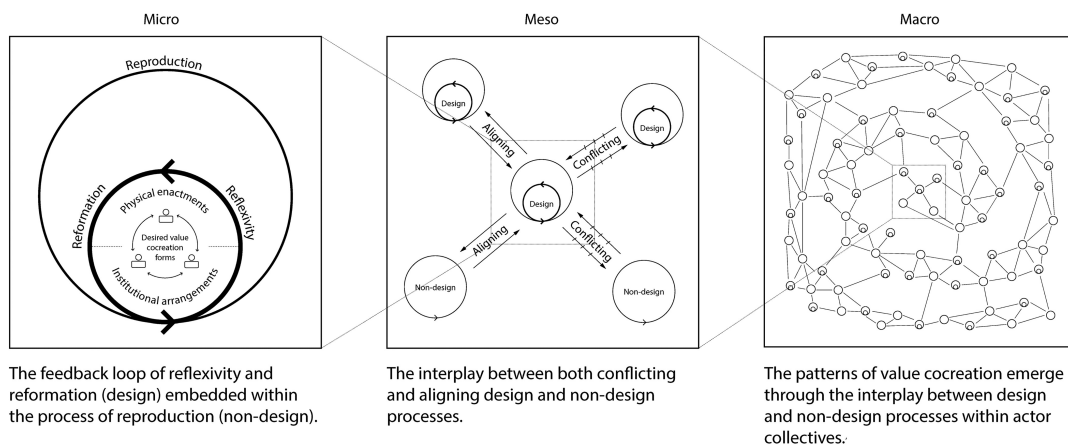 Micro
Reproduction
Reformation
Reflexivity
Physical enactments
Desired value
cocreation
forms
Institutional arrangements
The feedback loop of reflexivity and
reformation (design) embedded within
the process of reproduction (non-design).
Meso
Design
Design
Aligning
Conflicting
Design
Aligning
Conflicting
Non-design
Non-design
The interplay between both conflicting
and aligning design and non-design
processes.
Macro
The patterns of value cocreation emerge
through the interplay between design
and non-design processes within actor
collectives.